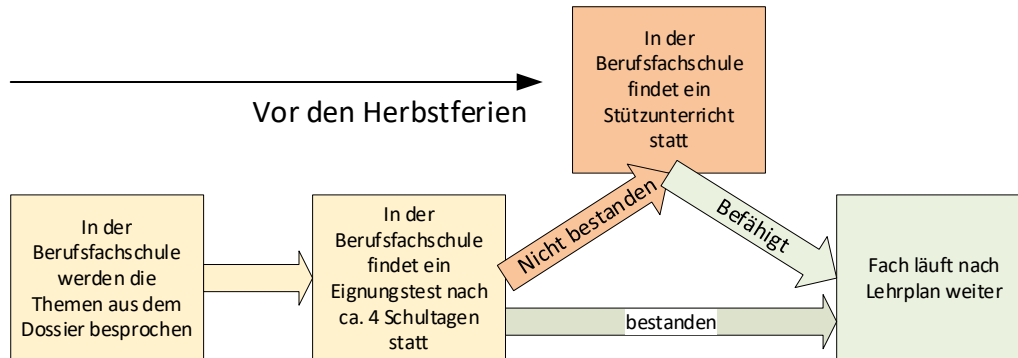 In der
Berufsfachschule
findet ein
Stützunterricht
statt
Vor den Herbstferien
In der
Berufsfachschule
werden die
Themen aus dem
Dossier besprochen
In der
Berufsfachschule
findet ein
Eignungstest nach
ca. 4 Schultagen
statt
Nicht bestanden
Befähigt
bestanden
Fach läuft nach
Lehrplan weiter